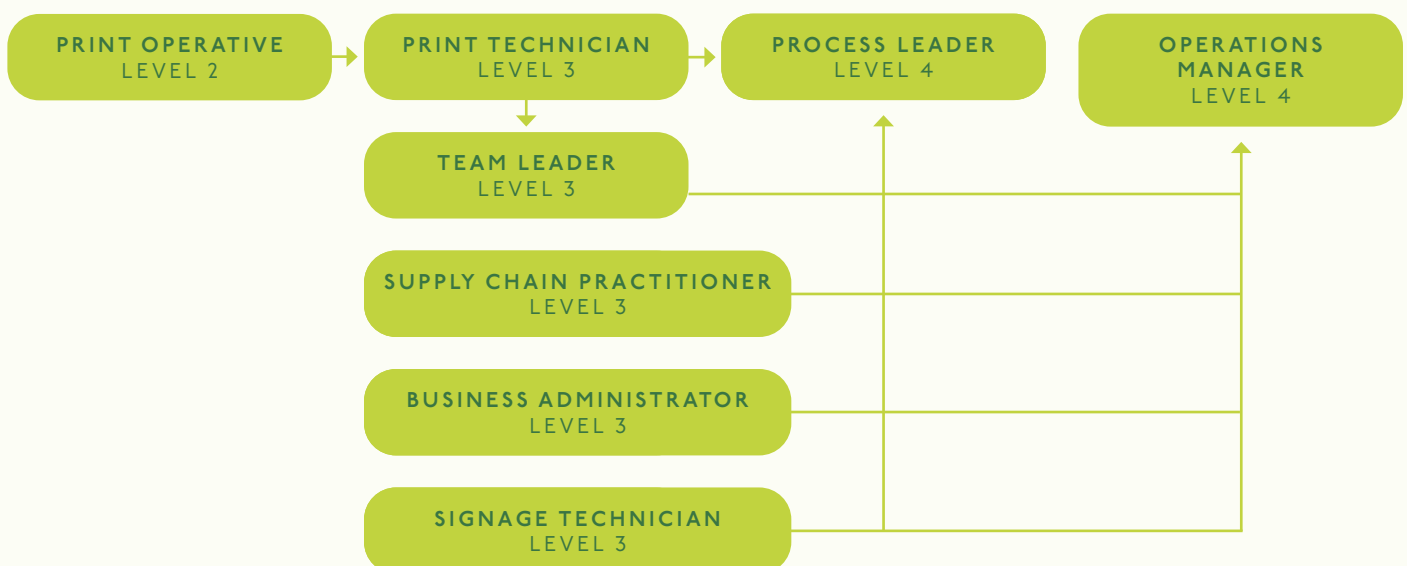 PRINT OPERATIVE
LEVEL 2
PRINT TECHNICIAN
LEVEL 3
PROCESS LEADER
LEVEL 4
OPERATIONS
MANAGER
LEVEL 4
TEAM LEADER
LEVEL 3
SUPPLY CHAIN PRACTITIONER
LEVEL 3
BUSINESS ADMINISTRATOR
LEVEL 3
SIGNAGE TECHNICIAN
LEVEL 3